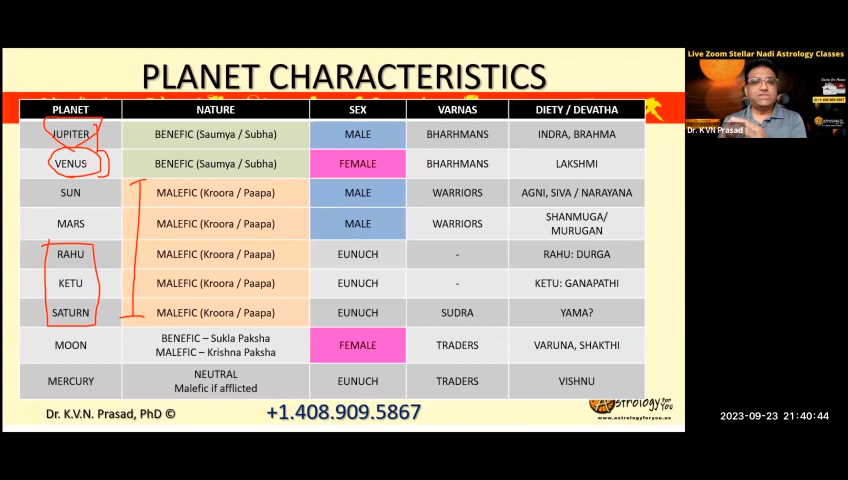 Live Zoom Stellar Nadi Astrology Classes
PLANET CHARACTERISTICS
PLANET NATURE SEX VARNAS DIETY / DEVATHA
JUPITER BENEFIC (Saumya / Subha) MALE BHARHMANS INDRA, BRAHMA
VENUS BENEFIC (Saumya / Subha) FEMALE BHARHMANS LAKSHMI
SUN MALEFIC (Kroora / Paapa) MALE WARRIORS AGNI, SIVA / NARAYANA
MARS MALEFIC (Kroora / Paapa) MALE WARRIORS SHANMUGA/
MURUGAN
RAHU MALEFIC (Kroora / Paapa) EUNUCH - RAHU: DURGA
KETU MALEFIC (Kroora / Paapa) EUNUCH - KETU: GANAPATHI
SATURN MALEFIC (Kroora / Paapa) EUNUCH SUDRA YAMA?
MOON BENEFIC – Sukla Paksha FEMALE TRADERS VARUNA, SHAKTHI
MALEFIC – Krishna Paksha
MERCURY NEUTRAL EUNUCH TRADERS VISHNU
Malefic if afflicted
Dr. K.V.N. Prasad, PhD ©
+1.408.909.5867
Astrology For You
www.astrologyforyou.us
Dr. K VN Prasad
2023-09-23 21:40:44